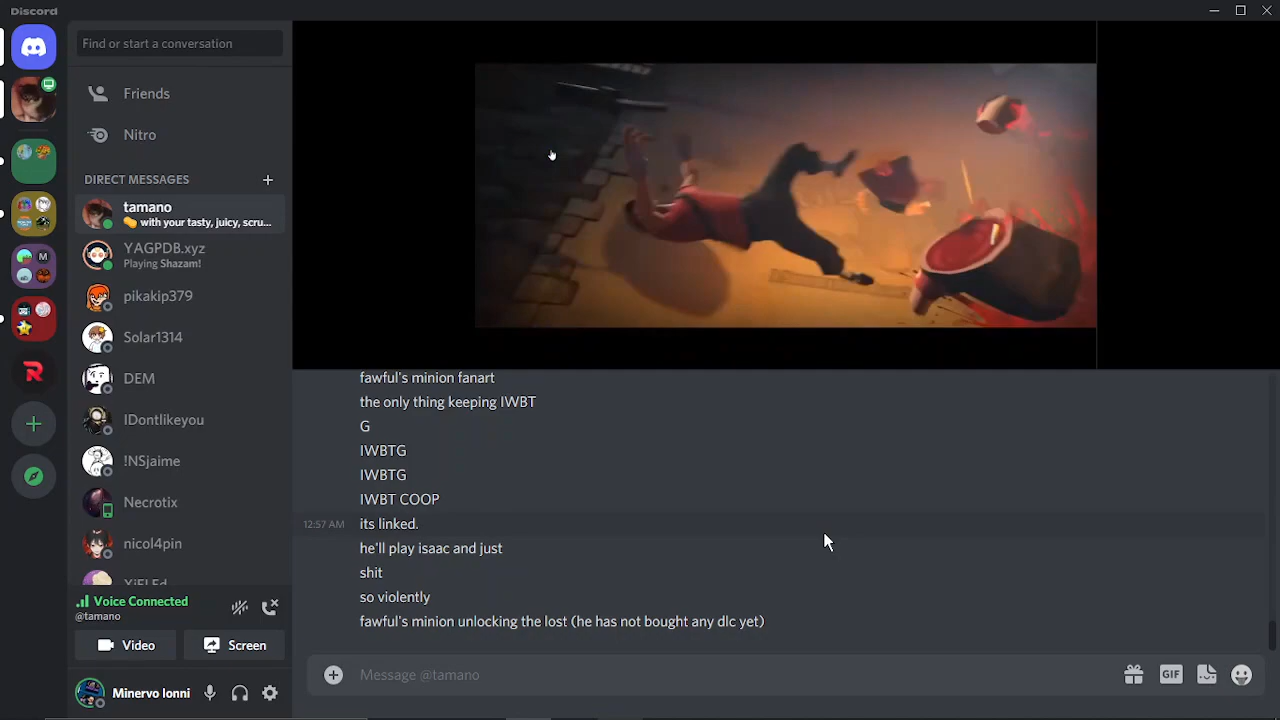 Discord
Find or start a conversation
Friends
Nitro
DIRECT MESSAGES
tamano
with your tasty, juicy, scru...
YAGPDB.xyz
Playing Shazam!
pikakip379
Solar1314
DEM
IDontlikeyou
!NSjaime
Necrotix
nicol4pin
XiFLFd
Voice Connected
@tamano
Video
Screen
Minervo Ionni
fawful's minion fanart
the only thing keeping IWBT
G
IWBTG
IWBTG
IWBT COOP
12:57 AM its linked.
he'll play isaac and just
shit
so violently
fawful's minion unlocking the lost (he has not bought any dlc yet)
Message @tamano
GIF